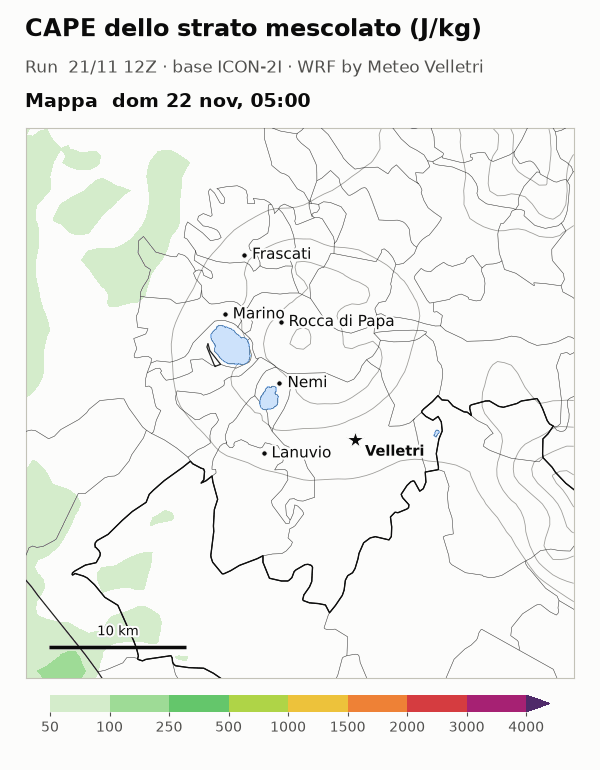 CAPE dello strato mescolato (J/kg)
Run  21/11 12Z · base ICON-2I · WRF by Meteo Velletri
Mappa  dom 22 nov, 05:00
Frascati
Marino
Rocca di Papa
Nemi
Velletri
Lanuvio
10 km
50 100 250 500 1000 1500 2000 3000 4000